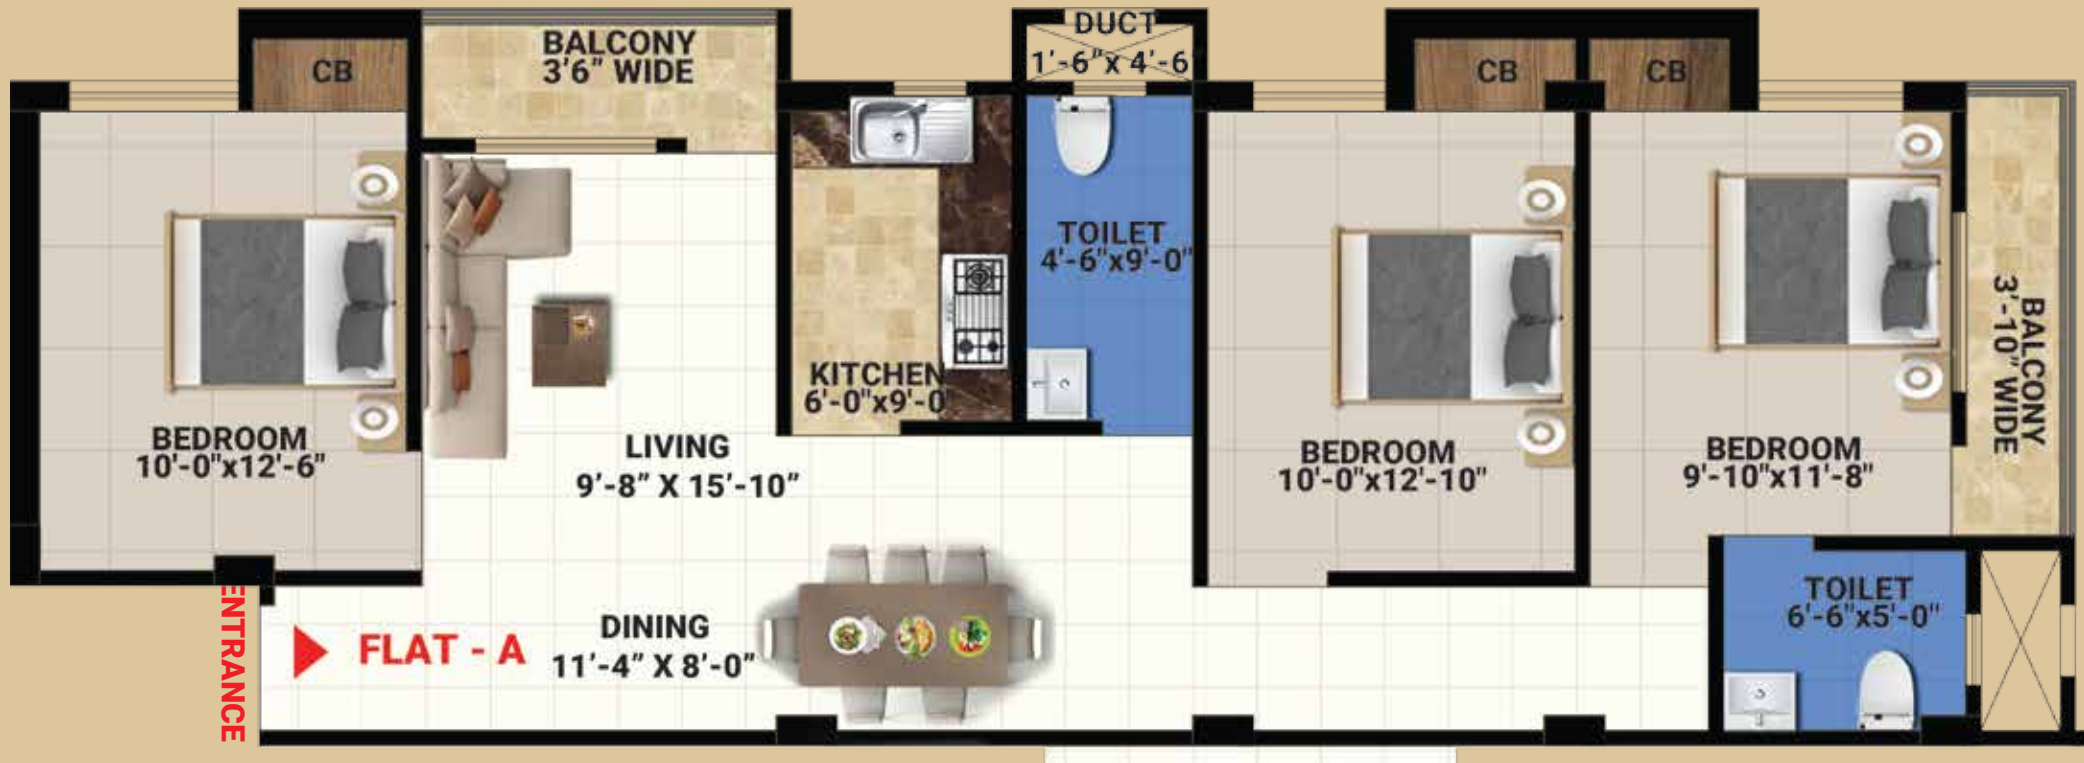 CB
BALCONY
3'6" WIDE
DUCT
1'-6"x 4'-6
CB
CB
TOILET
4'-6"x9'-0"
KITCHEN
6'-0"x9'-0
BEDROOM
10'-0"x12'-6"
LIVING
9'-8" X 15'-10"
BEDROOM
10'-0"x12'-10"
BEDROOM
9'-10"x11'-8"
BALCONY
3'-10" WIDE
ENTRANCE
FLAT - A
DINING
11'-4" X 8'-0"
TOILET
6'-6"x5'-0"